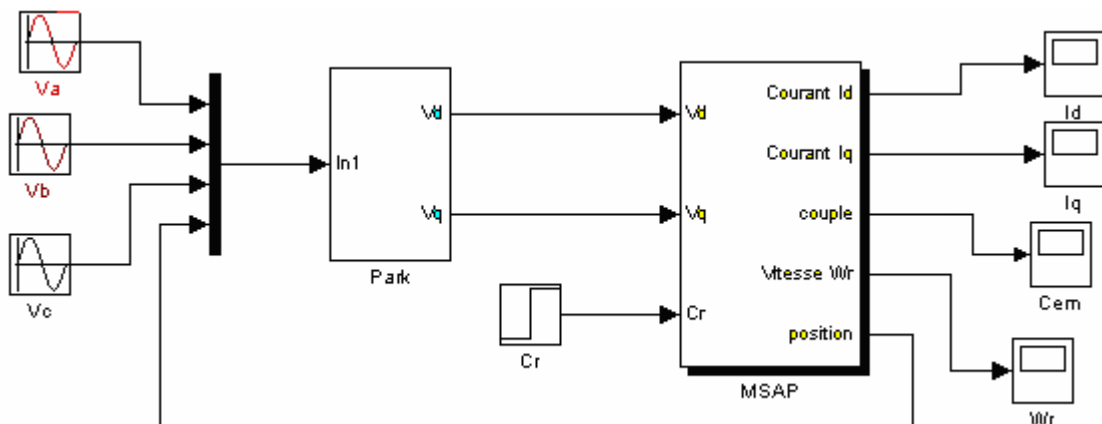 Va
Vb
Vc
In1
Vd
Vq
Park
Cr
Vd
Vq
Cr
Courant Id
Courant Iq
couple
Vitesse Wr
position
MSAP
Id
Iq
Cem
Wr